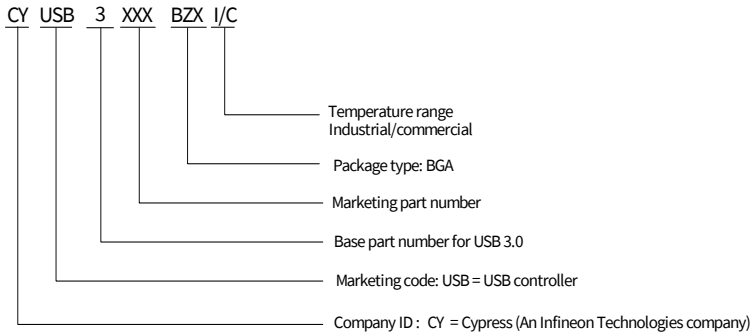 CY USB 3 XXX BZX I/C
Temperature range
Industrial/commercial
Package type: BGA
Marketing part number
Base part number for USB 3.0
Marketing code: USB = USB controller
Company ID : CY = Cypress (An Infineon Technologies company)